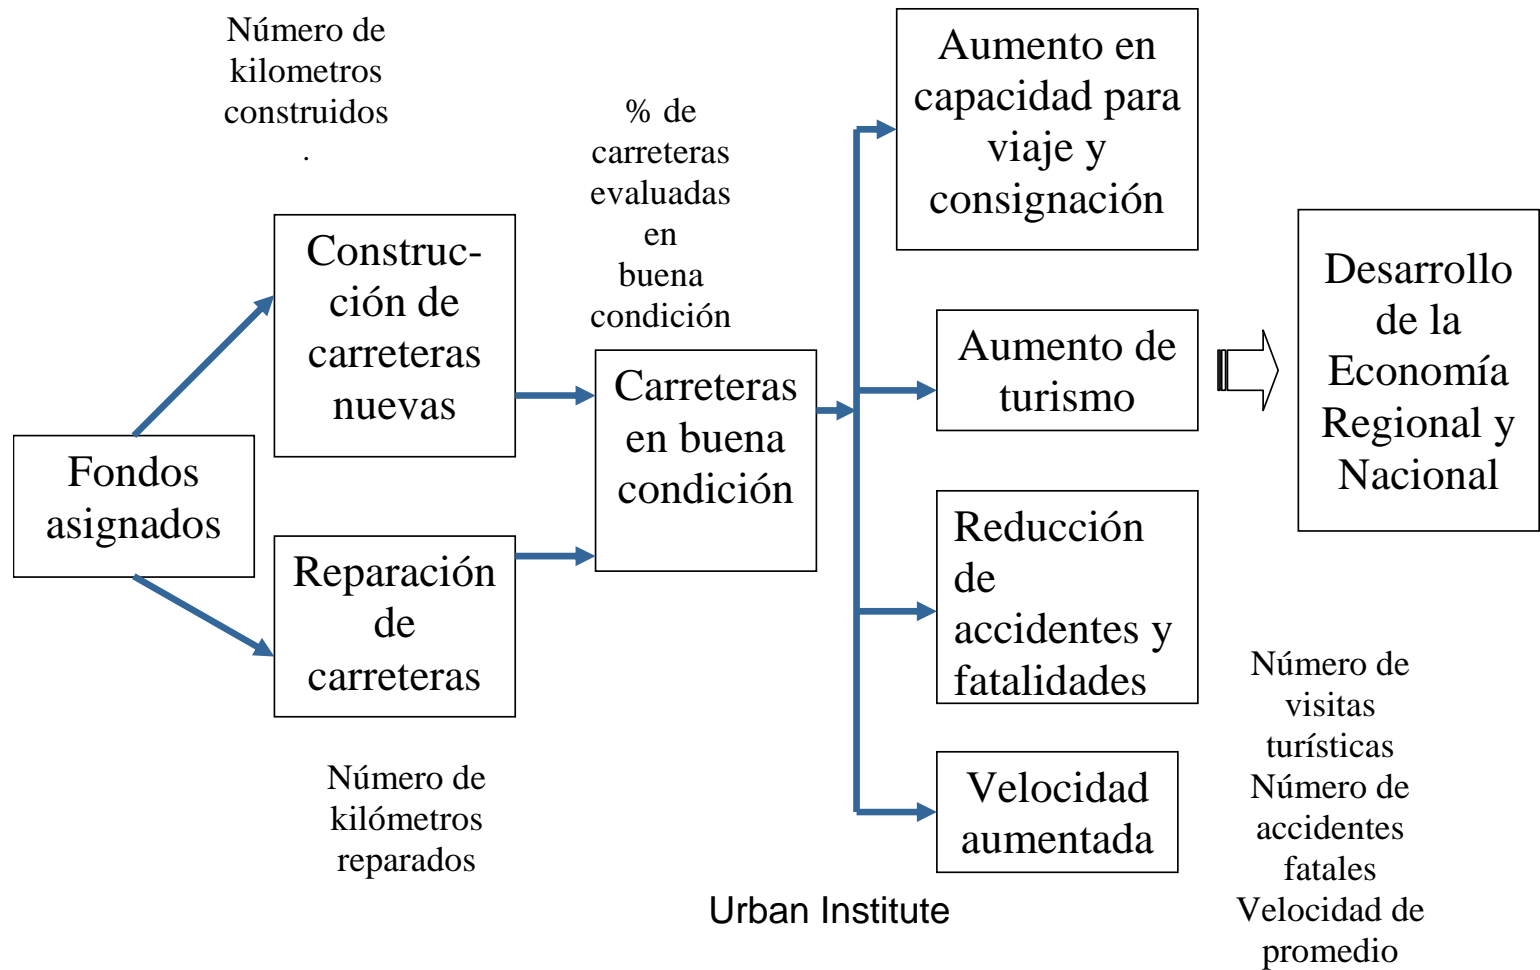 Número de
kilometros
construidos
.
% de
carreteras
evaluadas
en
buena
condición
Aumento en
capacidad para
viaje y
consignación
Construc-
ción de
carreteras
nuevas
Desarrollo
de la
Economía
Regional y
Nacional
Aumento de
turismo
Carreteras
en buena
condición
Fondos
asignados
Reparación
de
carreteras
Reducción
de
accidentes y
fatalidades
Número de
kilómetros
reparados
Velocidad
aumentada
Número de
visitas
turísticas
Número de
accidentes
fatales
Velocidad de
promedio
Urban Institute